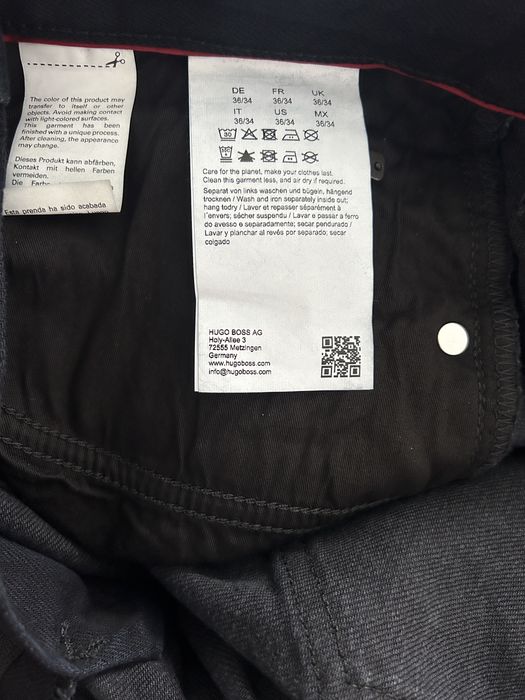 The color of this product may
transfer to itself or other
objects. Avoid making contact
with light-colored surfaces.
This garment has been
finished with a unique process.
After cleaning, the appearance
may change.
Dieses Produkt kann abfärben,
Kontakt mit hellen Farben
vermeiden.
Die Farbe
Esta prenda ha sido acabada
DE FR UK
36/34 36/34 36/34
IT US MX
36/34 36/34 36/34
30
Care for the planet, make your clothes last.
Clean this garment less, and air dry if required.
Separat von links waschen und bügeln, hängend
trocknen / Wash and iron separately inside out;
hang todry / Laver et repasser séparément à
l'envers; sécher suspendu / Lavar e passar a ferro
do avesso e separadamente; secar pendurado /
Lavar y planchar al revés por separado; secar
colgado
HUGO BOSS AG
Holy-Allee 3
72555 Metzingen
Germany
www.hugoboss.com
info@hugoboss.com